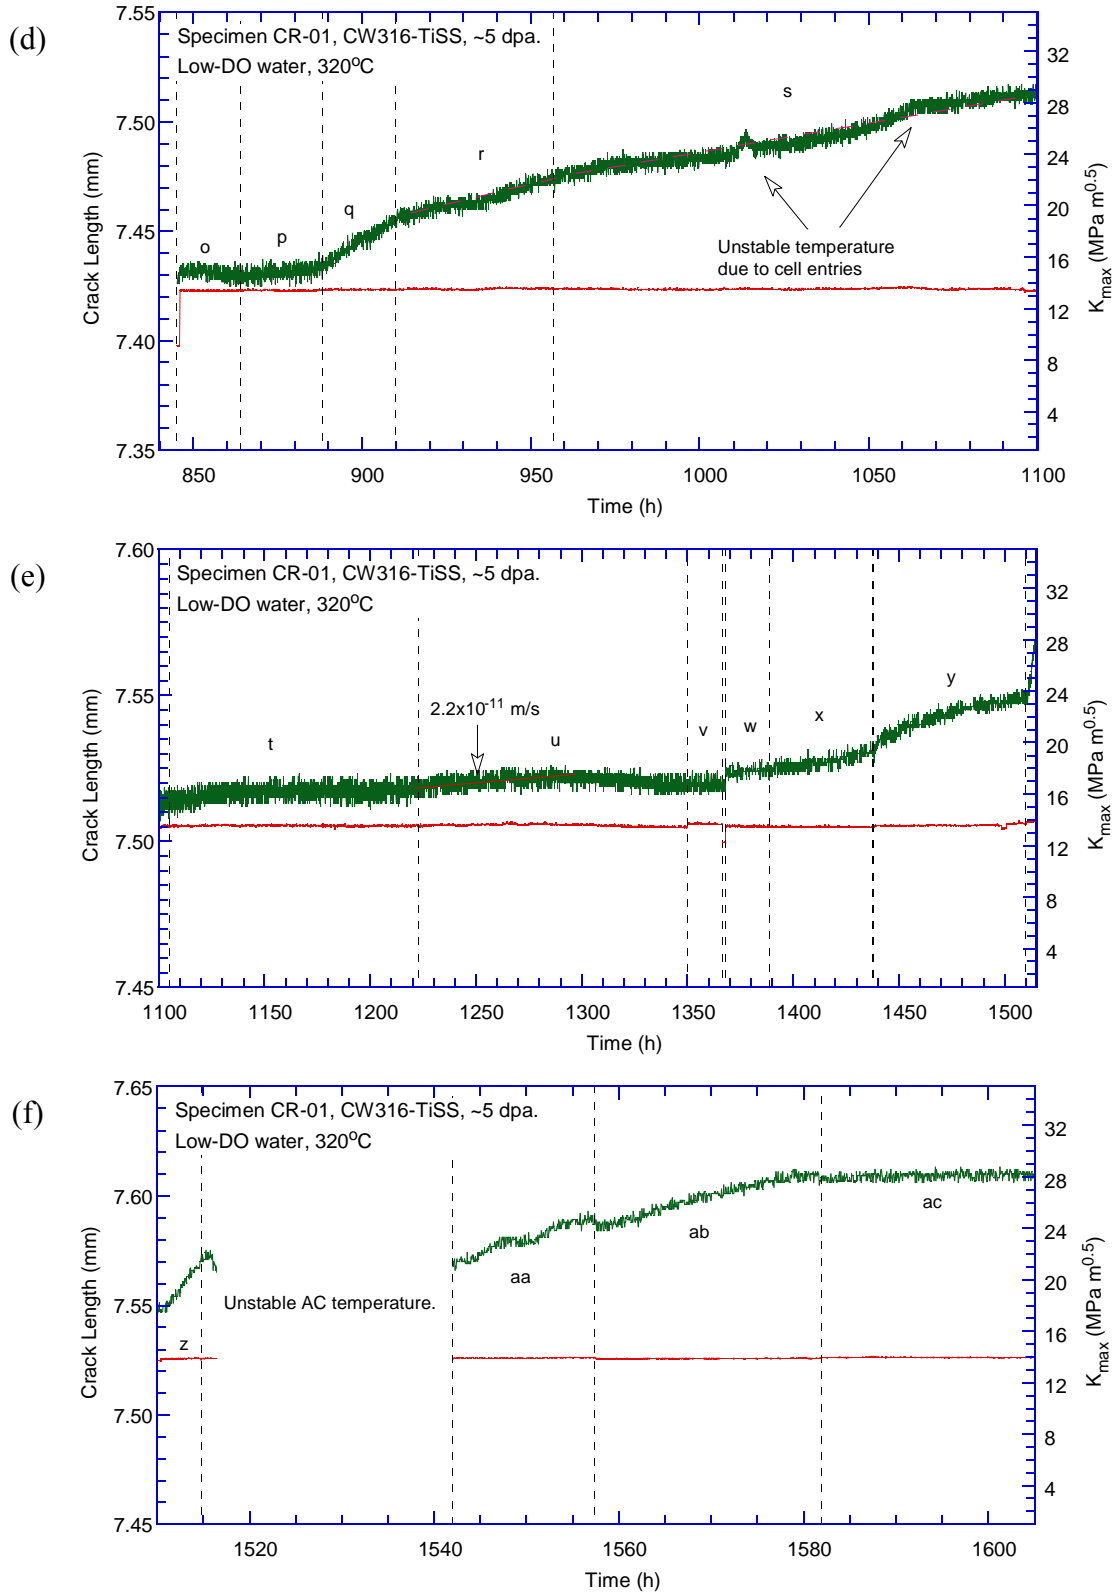 (d)
Specimen CR-01, CW316-TiSS, ~5 dpa.
Low-DO water, 320°C
o
p
q
r
s
Unstable temperature
due to cell entries
7.55
7.50
7.45
7.40
7.35
Crack Length (mm)
32
28
24
20
16
12
8
4
Kmax (MPa m0.5)
850
900
950
1000
1050
1100
Time (h)
(e)
Specimen CR-01, CW316-TiSS, ~5 dpa.
Low-DO water, 320°C
2.2x10-11 m/s
t
u
v
w
x
y
7.60
7.55
7.50
7.45
Crack Length (mm)
32
28
24
20
16
12
8
4
Kmax (MPa m0.5)
1100
1150
1200
1250
1300
1350
1400
1450
1500
Time (h)
(f)
Specimen CR-01, CW316-TiSS, ~5 dpa.
Low-DO water, 320°C
Unstable AC temperature.
z
aa
ab
ac
7.65
7.60
7.55
7.50
7.45
Crack Length (mm)
32
28
24
20
16
12
8
4
Kmax (MPa m0.5)
1520
1540
1560
1580
1600
Time (h)